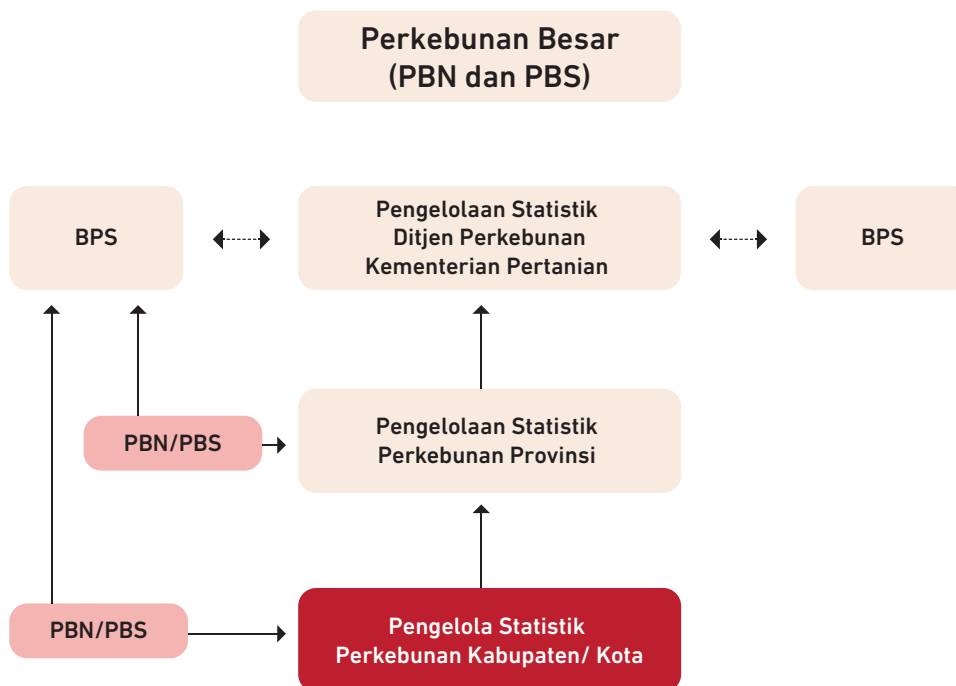 Perkebunan Besar
(PBN dan PBS)
BPS
Pengelolaan Statistik
Ditjen Perkebunan
Kementerian Pertanian
BPS
PBN/PBS
Pengelolaan Statistik
Perkebunan Provinsi
PBN/PBS
Pengelola Statistik
Perkebunan Kabupaten/ Kota